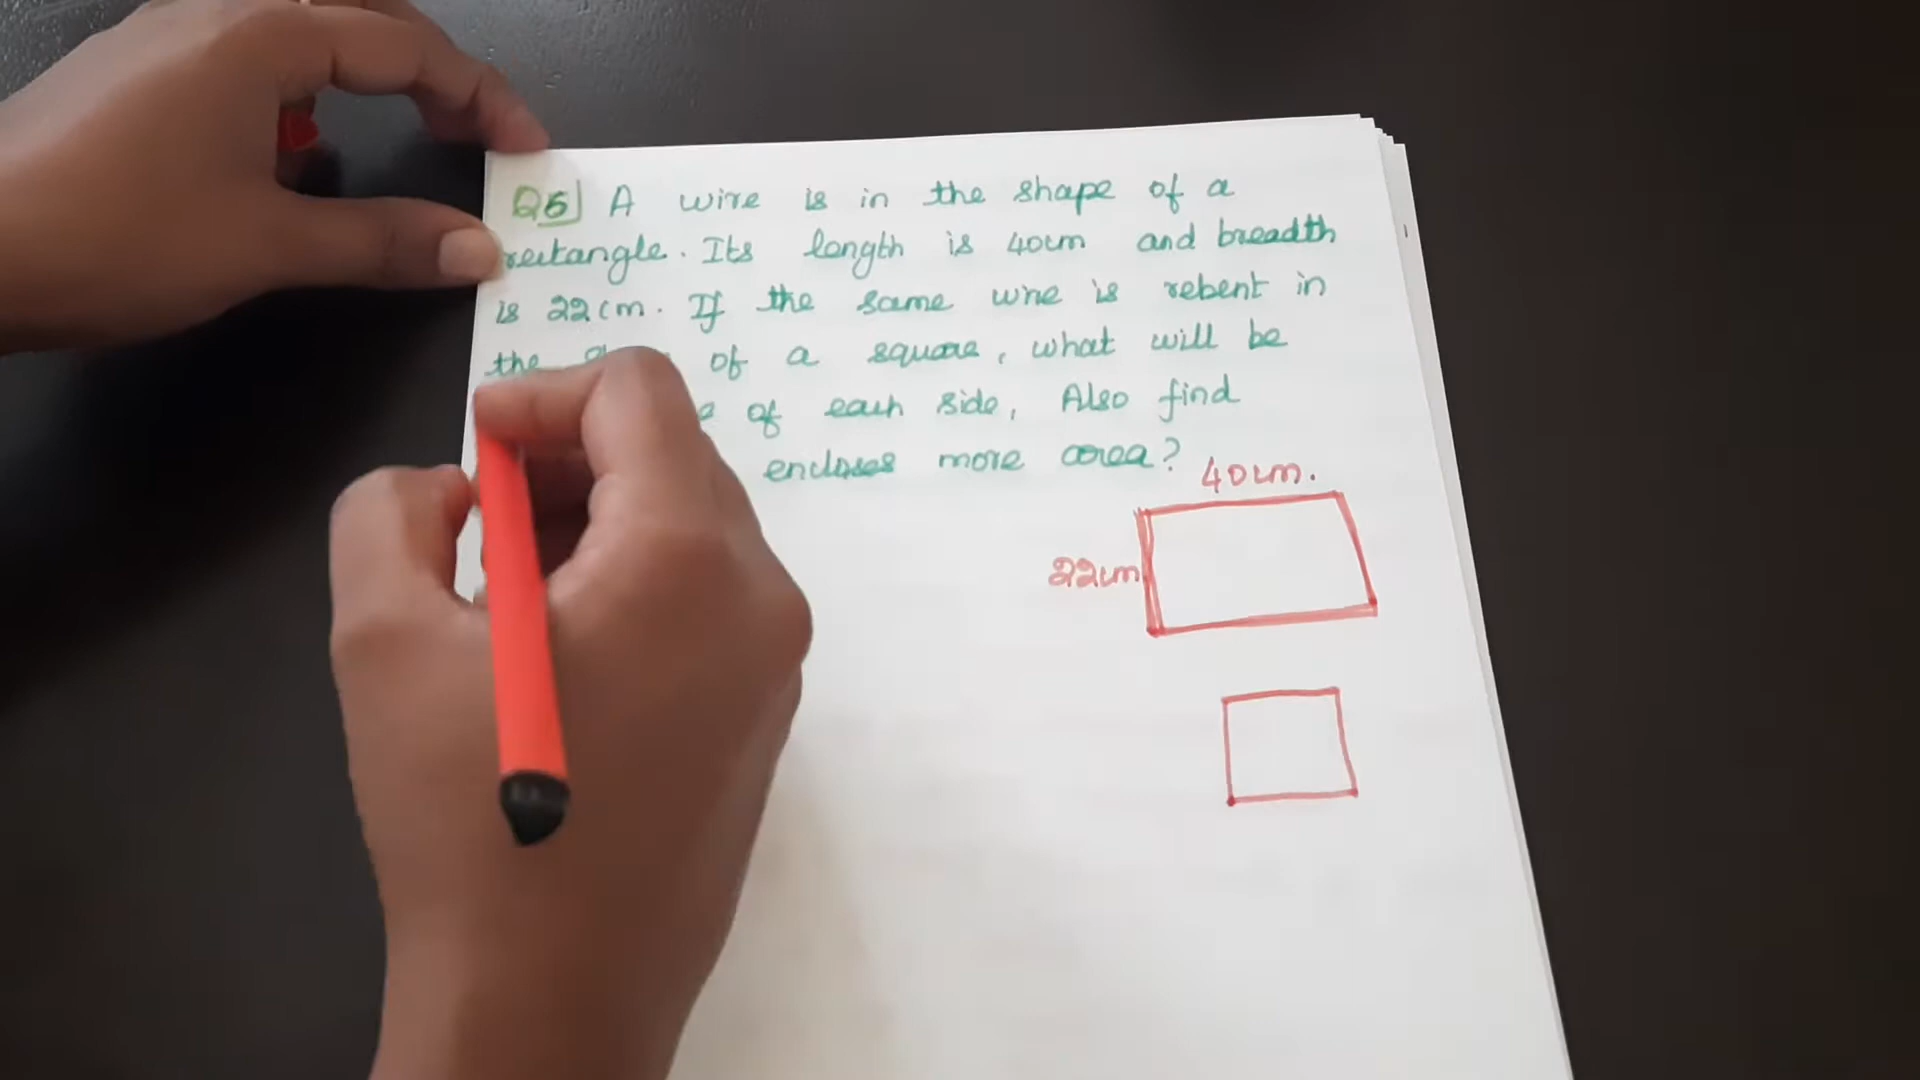 Q5 A wire is in the shape of a
rectangle. Its length is 40cm and breadth
is 22cm. If the same wire is rebent in
the of a square, what will be
of each side, Also find
encloses more area?
40cm.
22cm